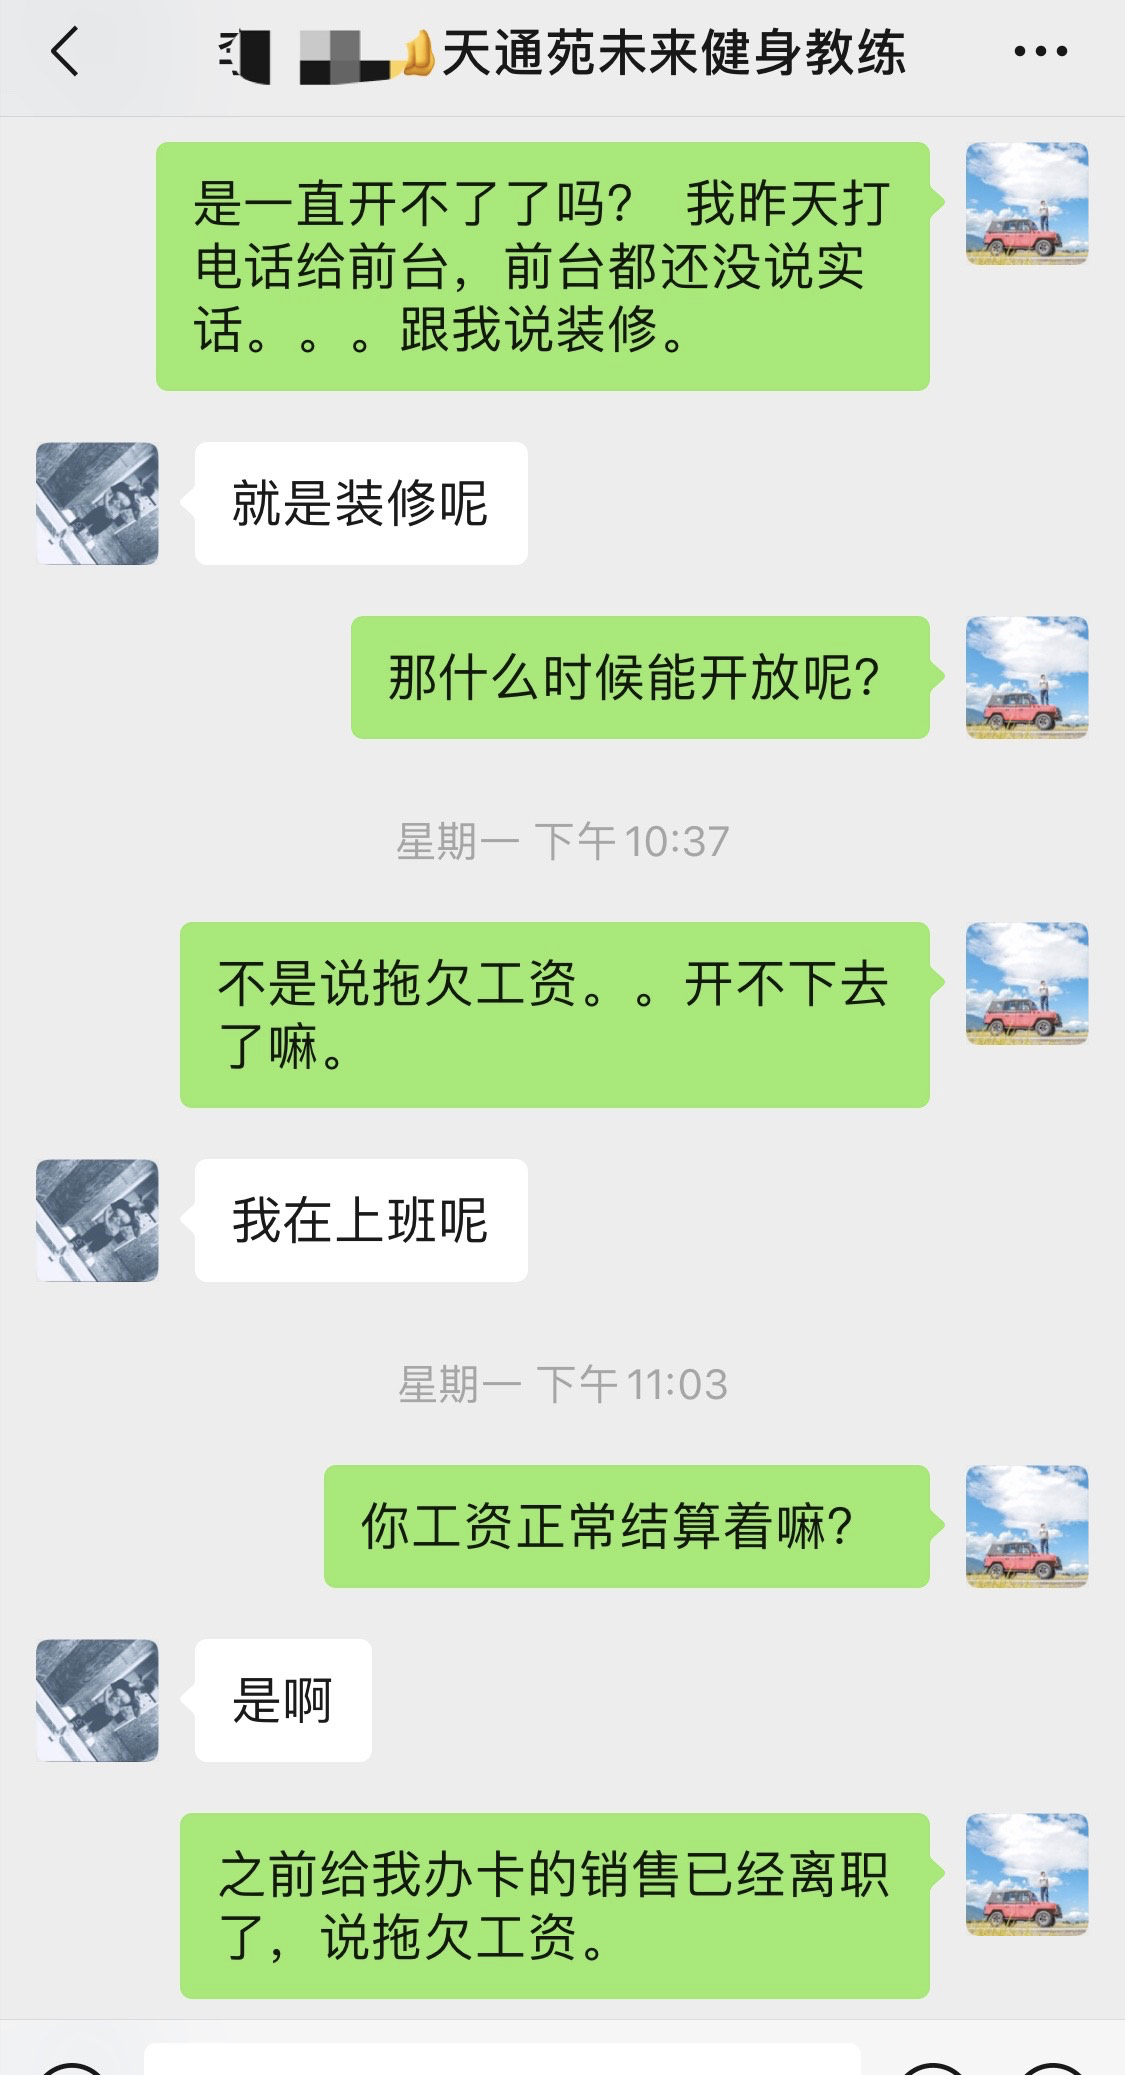 天通苑未来健身教练
是一直开不了了吗? 我昨天打
电话给前台，前台都还没说实
话。。。跟我说装修。
就是装修呢
那什么时候能开放呢?
星期一 下午10:37
不是说拖欠工资。。开不下去
了嘛。
我在上班呢
星期一 下午11:03
你工资正常结算着嘛?
是啊
之前给我办卡的销售已经离职
了，说拖欠工资。